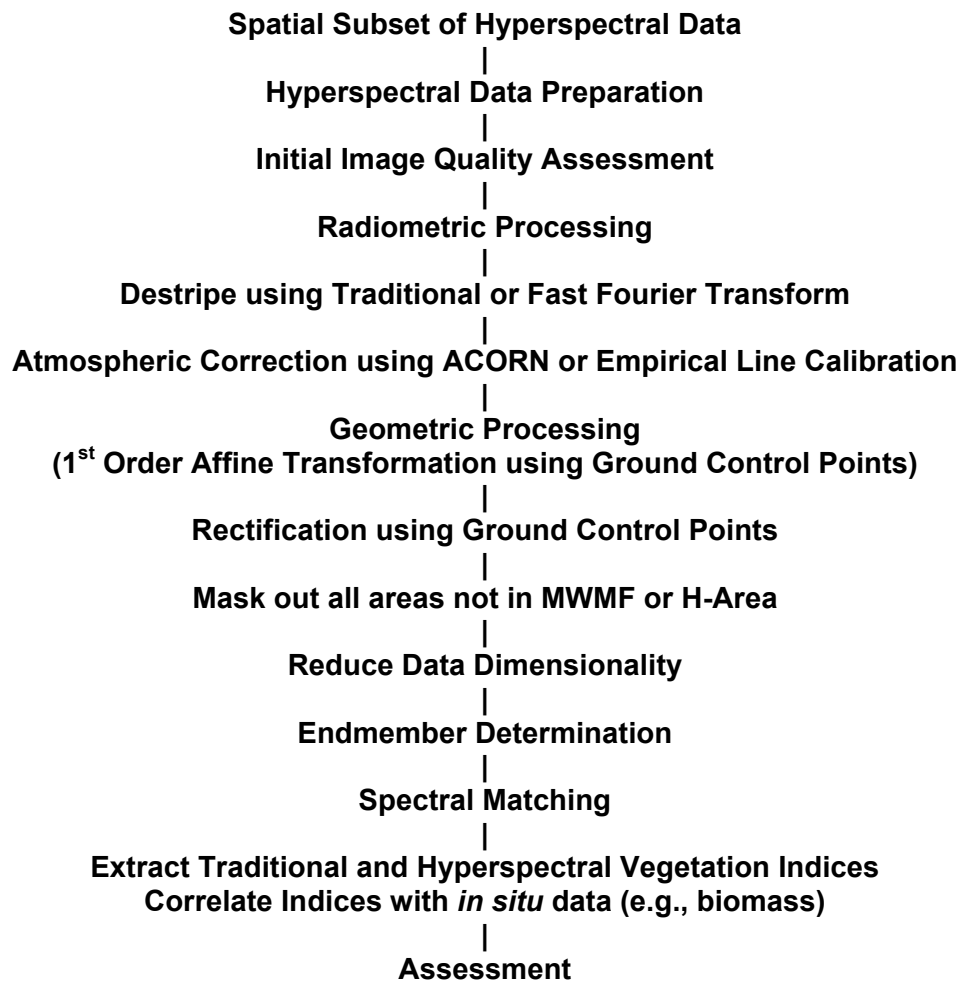 Spatial Subset of Hyperspectral Data
|
Hyperspectral Data Preparation
|
Initial Image Quality Assessment
|
Radiometric Processing
|
Destripe using Traditional or Fast Fourier Transform
|
Atmospheric Correction using ACORN or Empirical Line Calibration
|
Geometric Processing
(1st Order Affine Transformation using Ground Control Points)
|
Rectification using Ground Control Points
|
Mask out all areas not in MWMF or H-Area
|
Reduce Data Dimensionality
|
Endmember Determination
|
Spectral Matching
|
Extract Traditional and Hyperspectral Vegetation Indices
Correlate Indices with in situ data (e.g., biomass)
|
Assessment